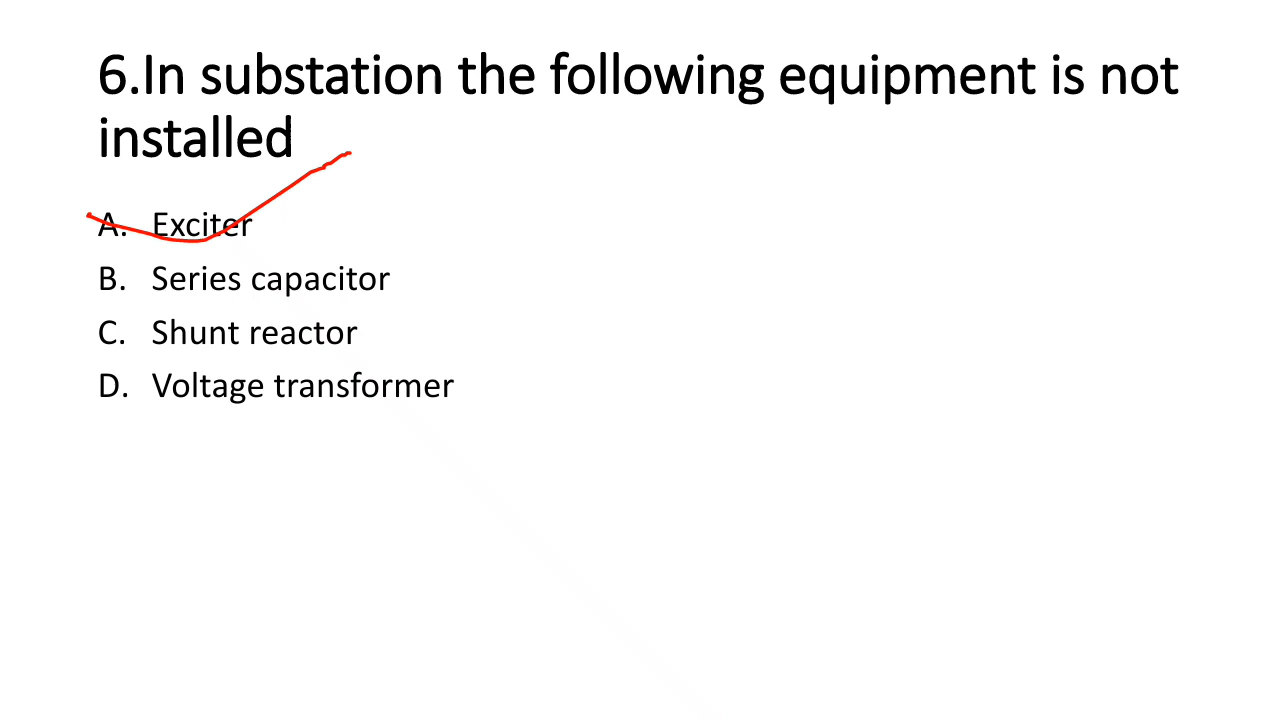 6.In substation the following equipment is not
installed
A. Exciter
B. Series capacitor
C. Shunt reactor
D. Voltage transformer